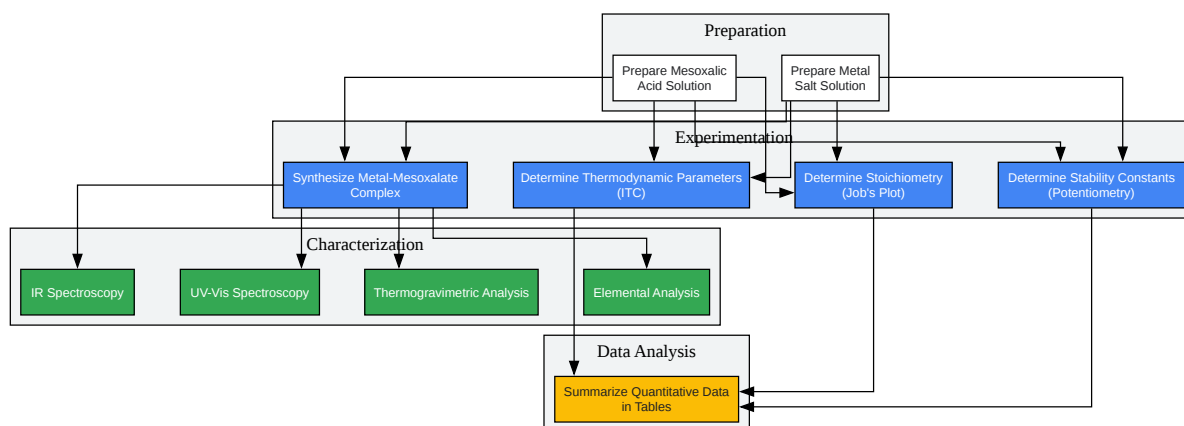 Preparation
Prepare Mesoxalic
Acid Solution
Prepare Metal
Salt Solution
Experimentation
Synthesize Metal-Mesoxalate
Complex
Determine Thermodynamic Parameters
(ITC)
Determine Stoichiometry
(Job's Plot)
Determine Stability Constants
(Potentiometry)
Characterization
IR Spectroscopy
UV-Vis Spectroscopy
Thermogravimetric Analysis
Elemental Analysis
Data Analysis
Summarize Quantitative Data
in Tables